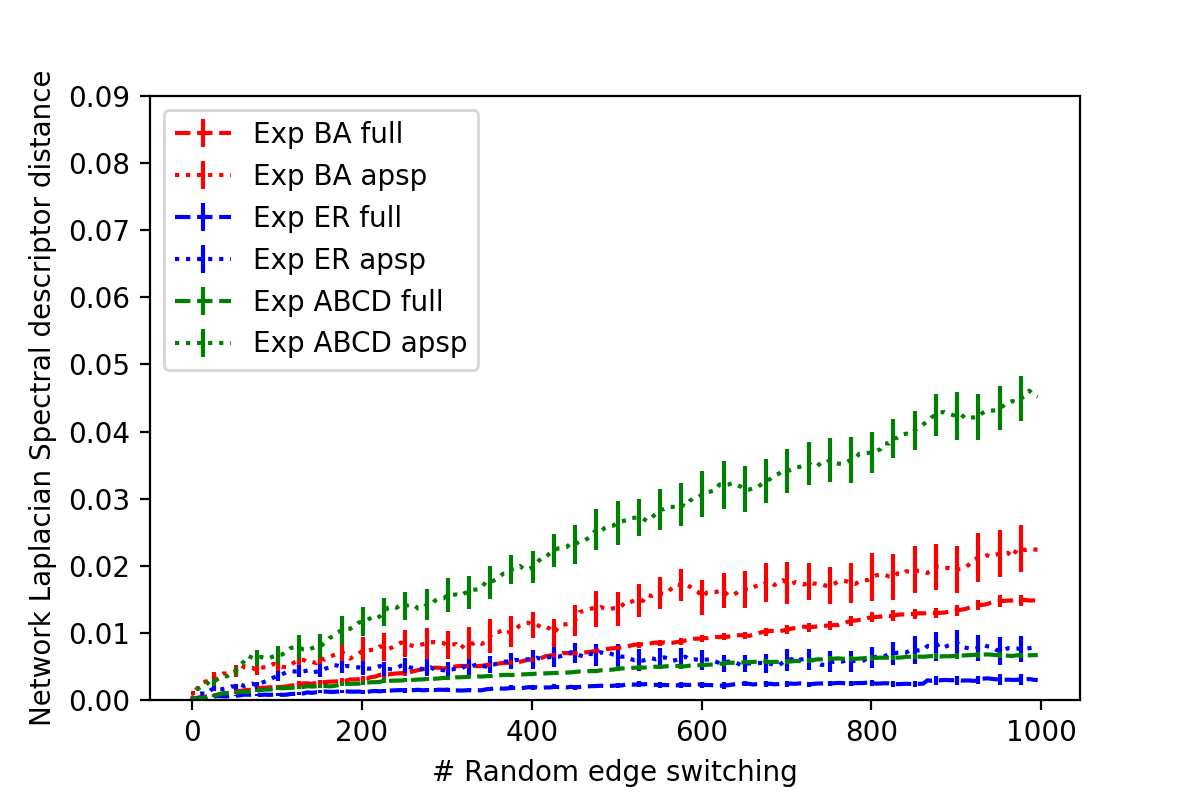 Network Laplacian Spectral descriptor distance
0.09
0.08
0.07
0.06
0.05
0.04
0.03
0.02
0.01
0.00
Exp BA full
Exp BA apsp
Exp ER full
Exp ER apsp
Exp ABCD full
Exp ABCD apsp
0 200 400 600 800 1000
# Random edge switching